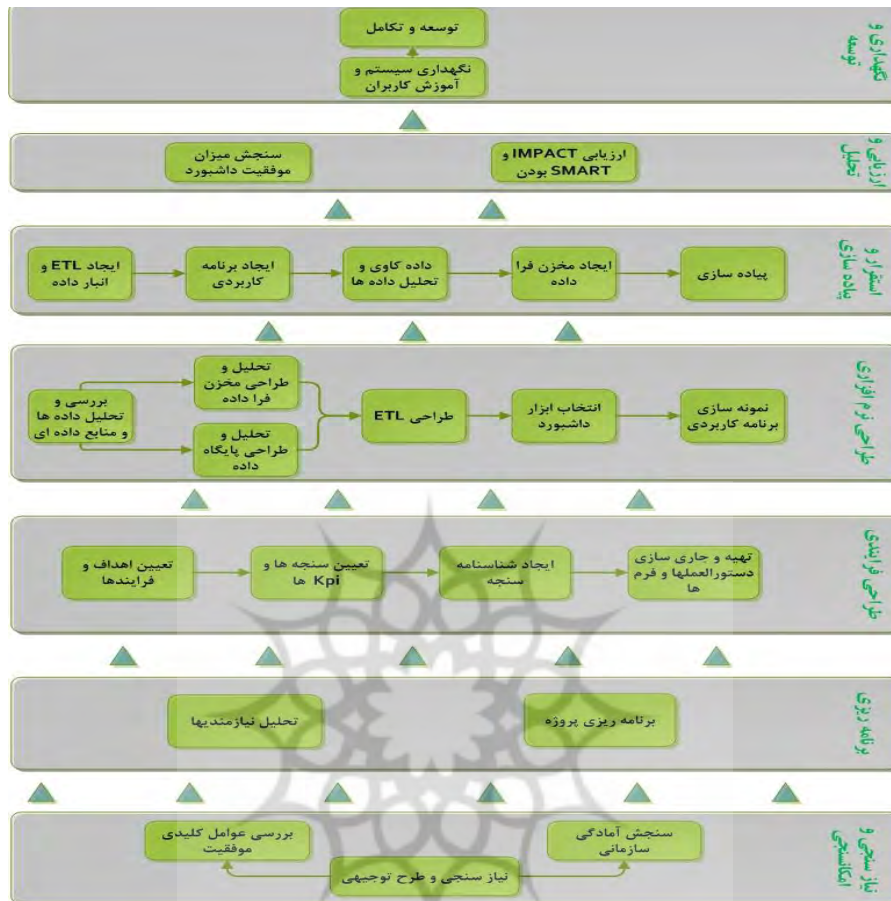 نگهداری و
توسعه
توسعه و تکامل
نگهداری سیستم و
آموزش کاربران
ارزیابی و
تحلیل
ارزیابی IMPACT و
SMART بودن
سنجش میزان
موفقیت داشبورد
استقرار و
پیاده سازی
ایجاد ETL و
انبار داده
ایجاد برنامه
کاربردی
داده کاوی و
تحلیل داده ها
ایجاد مخزن فرا
داده
پیاده سازی
طراحی نرم افزاری
بررسی و
تحلیل داده ها
و منابع داده ای
تحلیل و
طراحی مخزن
فرا داده
تحلیل و
طراحی پایگاه
داده
طراحی ETL
انتخاب ابزار
داشبورد
نمونه سازی
برنامه کاربردی
طراحی فرایندی
تعیین اهداف و
فرایندها
تعیین سنجه ها و
Kpi ها
ایجاد شناسنامه
سنجه
تهیه و جاری سازی
دستورالعملها و فرم
ها
برنامه ریزی
برنامه ریزی پروژه
تحلیل نیازمندیها
نیاز سنجی و
امکانسنجی
سنجش آمادگی
سازمانی
بررسی عوامل کلیدی
موفقیت
نیاز سنجی و طرح توجیهی